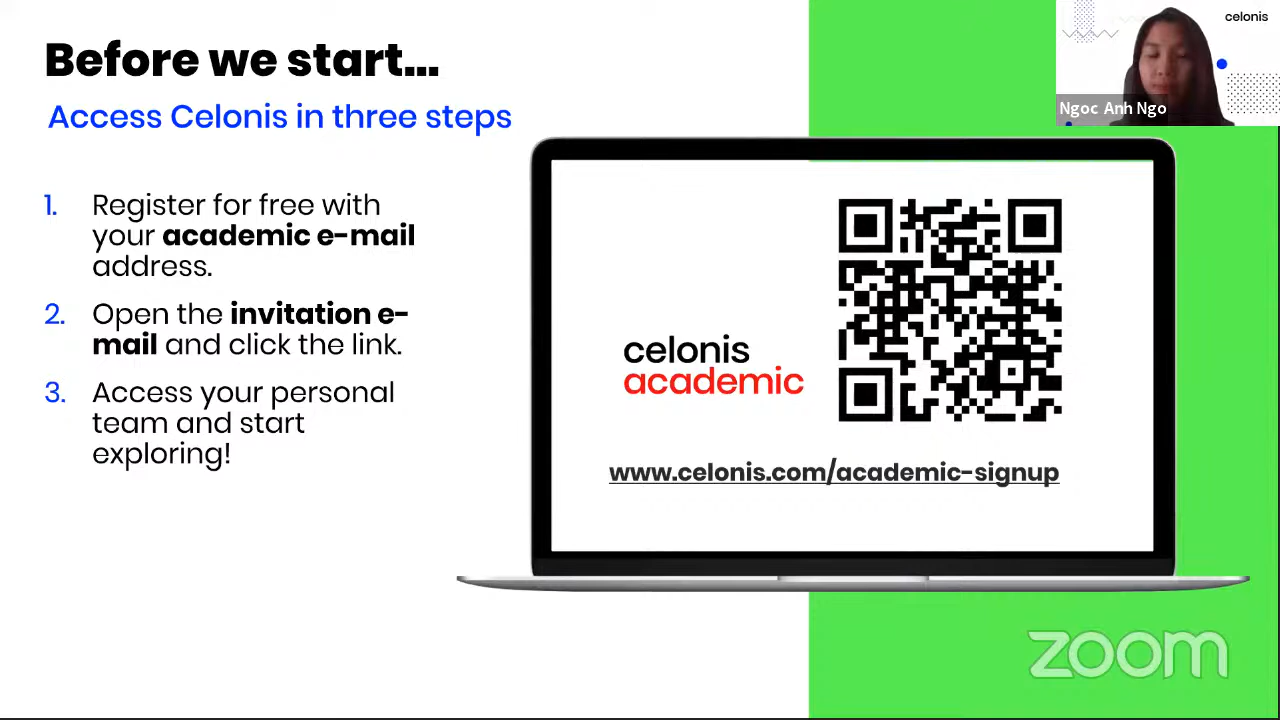 Before we start...
Access Celonis in three steps
1. Register for free with
your academic e-mail
address.
2. Open the invitation e-
mail and click the link.
3. Access your personal
team and start
exploring!
celonis
academic
www.celonis.com/academic-signup
celonis
Ngoc Anh Ngo
zoom